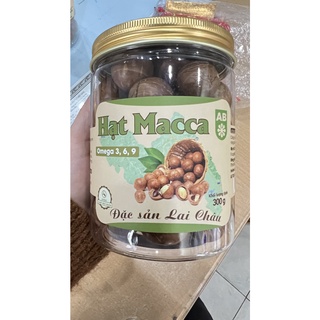 Hạt Macca
AB
Omega 3, 6, 9
300g
Đặc sản Lai Châu